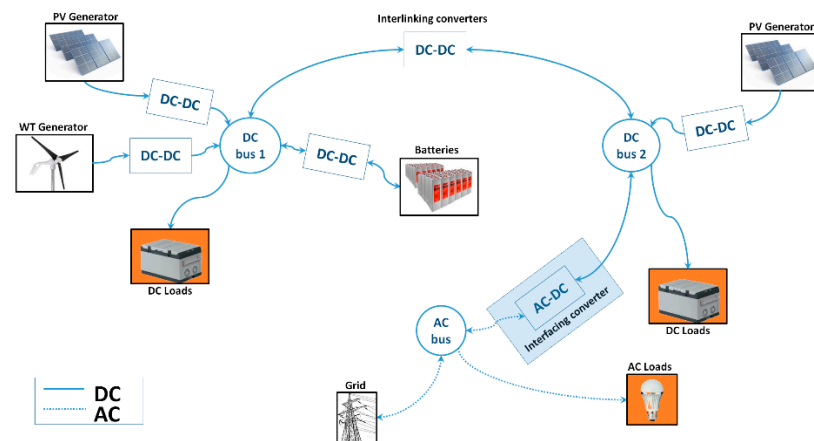 PV Generator
Interlinking converters
PV Generator
DC-DC
DC-DC
WT Generator
DC-DC
DC
bus 1
DC-DC
Batteries
DC
bus 2
DC-DC
DC Loads
AC-DC
Interfacing converter
DC Loads
AC
bus
Grid
AC Loads
DC
AC